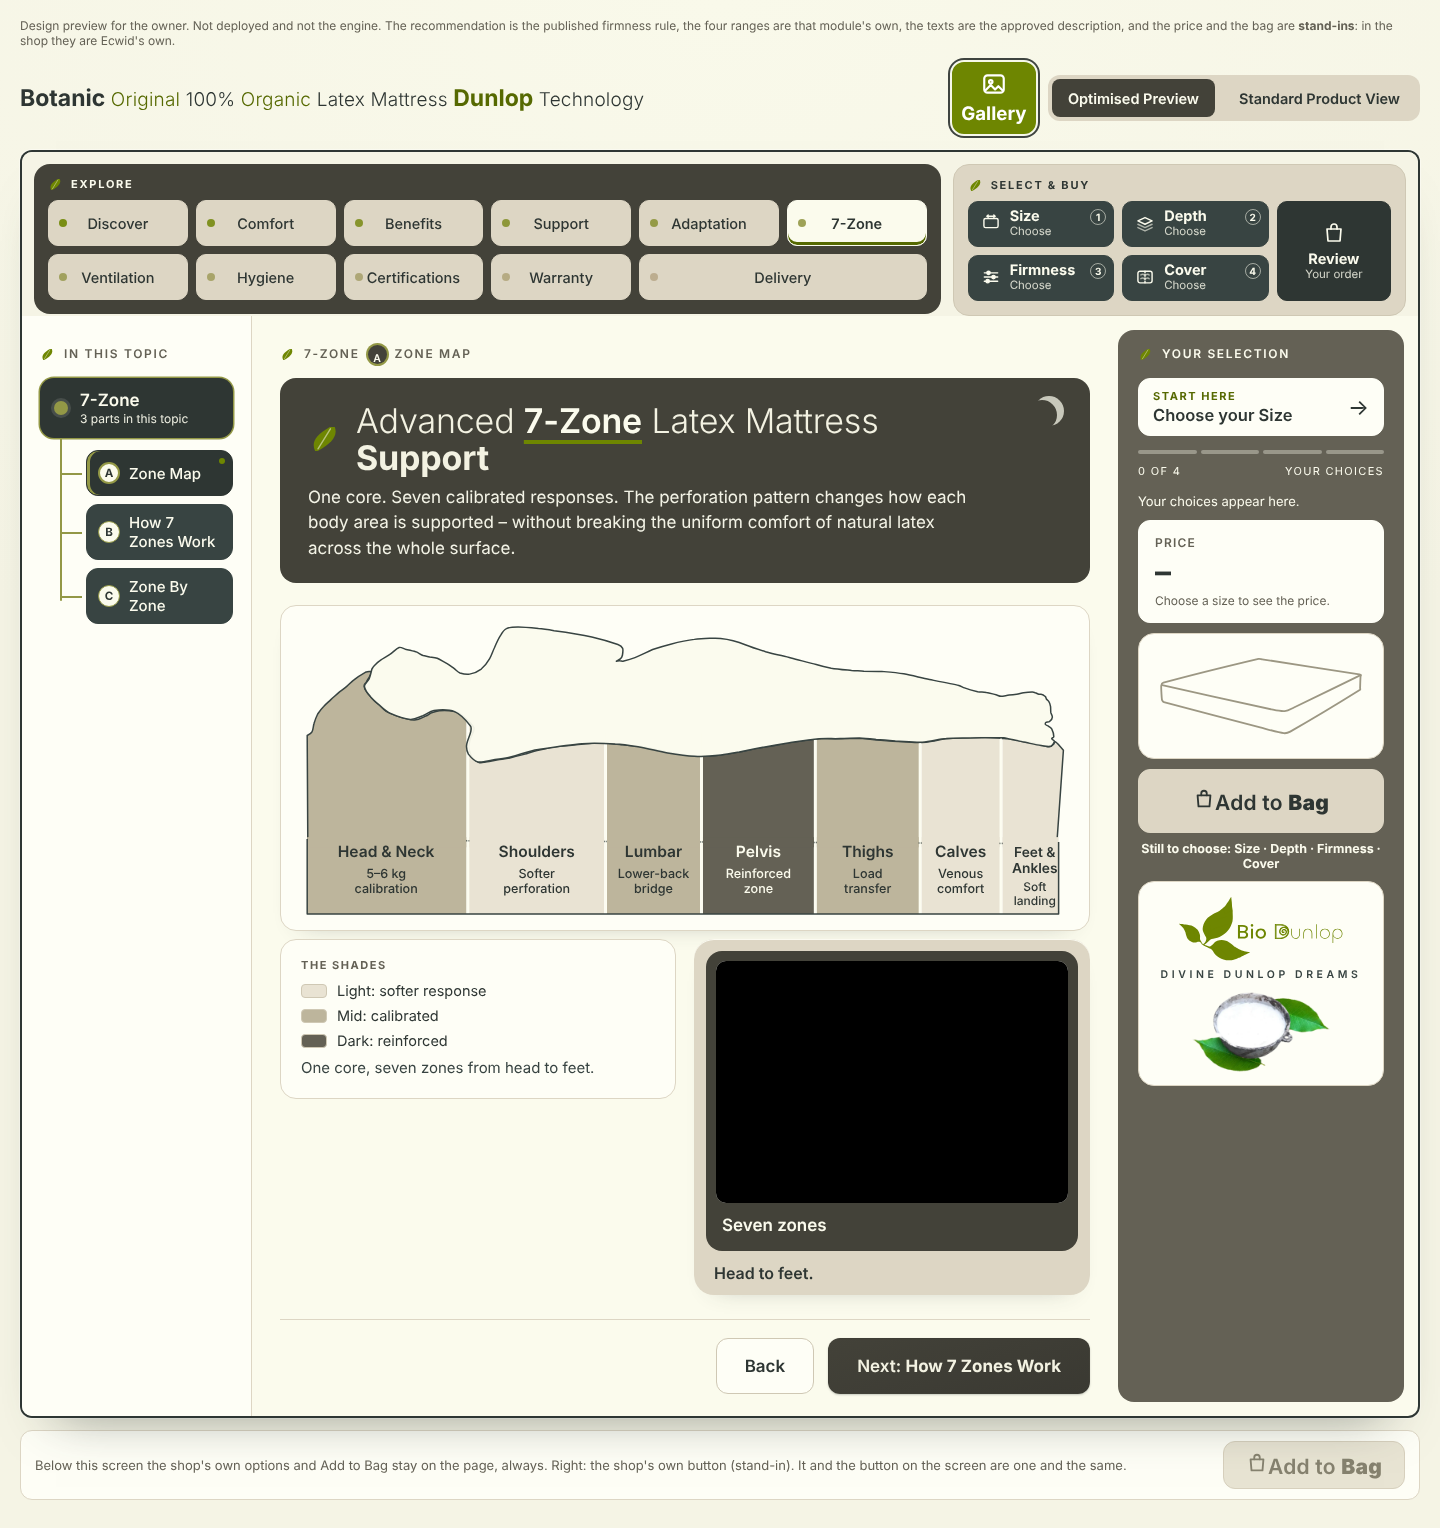 Design preview for the owner. Not deployed and not the engine. The recommendation is the published firmness rule, the four ranges are that module's own, the texts are the approved description, and the price and the bag are stand-ins: in the
shop they are Ecwid's own.
Botanic Original 100% Organic Latex Mattress Dunlop Technology
Gallery
Optimised Preview
Standard Product View
EXPLORE
Discover
Comfort
Benefits
Support
Adaptation
7-Zone
Ventilation
Hygiene
Certifications
Warranty
Delivery
SELECT & BUY
Size
Choose
1
Depth
Choose
2
Firmness
Choose
3
Cover
Choose
4
Review
Your order
IN THIS TOPIC
7-Zone
3 parts in this topic
A
Zone Map
B
How 7
Zones Work
C
Zone By
Zone
7-ZONE A ZONE MAP
Advanced 7-Zone Latex Mattress
Support
One core. Seven calibrated responses. The perforation pattern changes how each
body area is supported – without breaking the uniform comfort of natural latex
across the whole surface.
Head & Neck
5–6 kg
calibration
Shoulders
Softer
perforation
Lumbar
Lower-back
bridge
Pelvis
Reinforced
zone
Thighs
Load
transfer
Calves
Venous
comfort
Feet &
Ankles
Soft
landing
THE SHADES
Light: softer response
Mid: calibrated
Dark: reinforced
One core, seven zones from head to feet.
Seven zones
Head to feet.
Back
Next: How 7 Zones Work
YOUR SELECTION
START HERE
Choose your Size
0 OF 4
YOUR CHOICES
Your choices appear here.
PRICE
–
Choose a size to see the price.
Add to Bag
Still to choose: Size · Depth · Firmness ·
Cover
Bio Dunlop
DIVINE DUNLOP DREAMS
Below this screen the shop's own options and Add to Bag stay on the page, always. Right: the shop's own button (stand-in). It and the button on the screen are one and the same.
Add to Bag